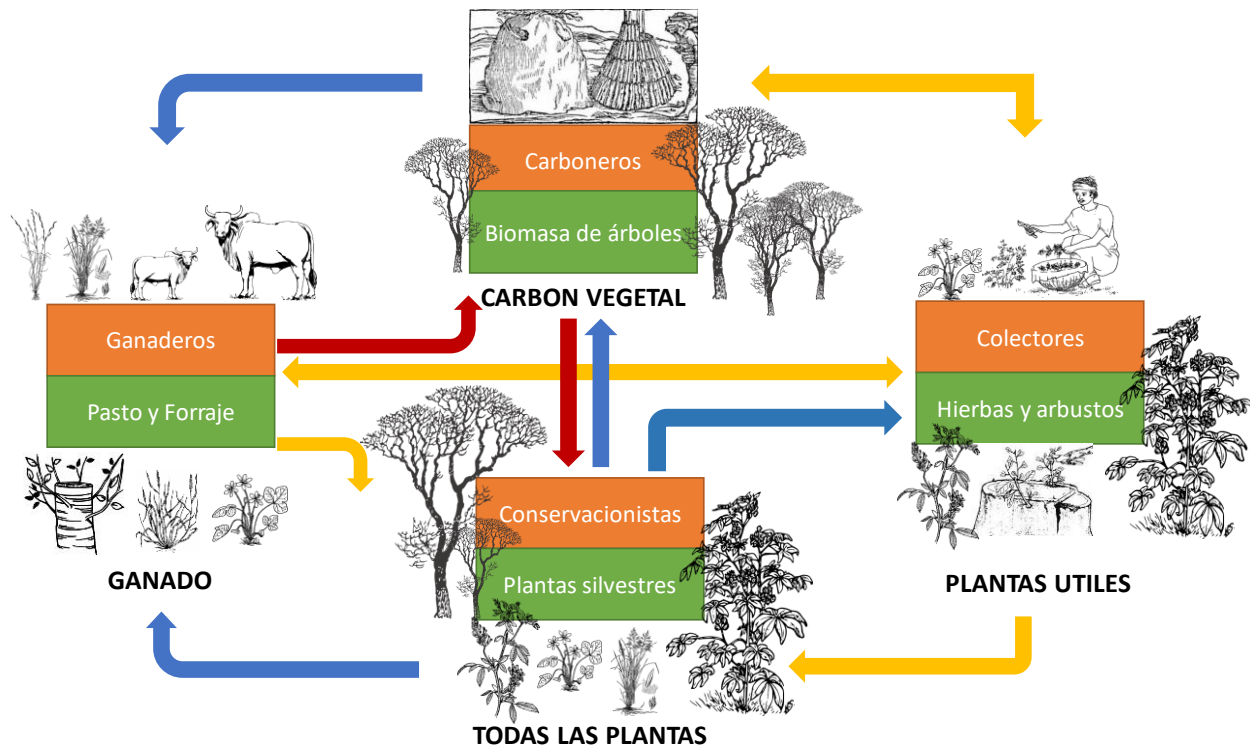 Carboneros
Biomasa de árboles
CARBON VEGETAL
Ganaderos
Pasto y Forraje
GANADO
Colectores
Hierbas y arbustos
PLANTAS UTILES
Conservacionistas
Plantas silvestres
TODAS LAS PLANTAS